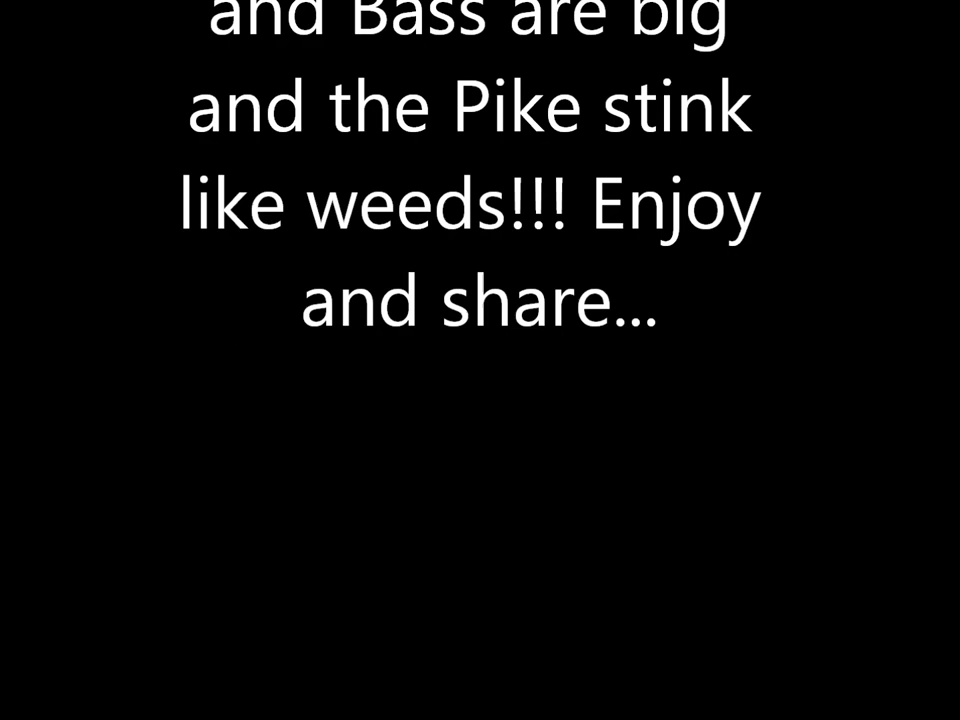 and Bass are big
and the Pike stink
like weeds!!! Enjoy
and share...